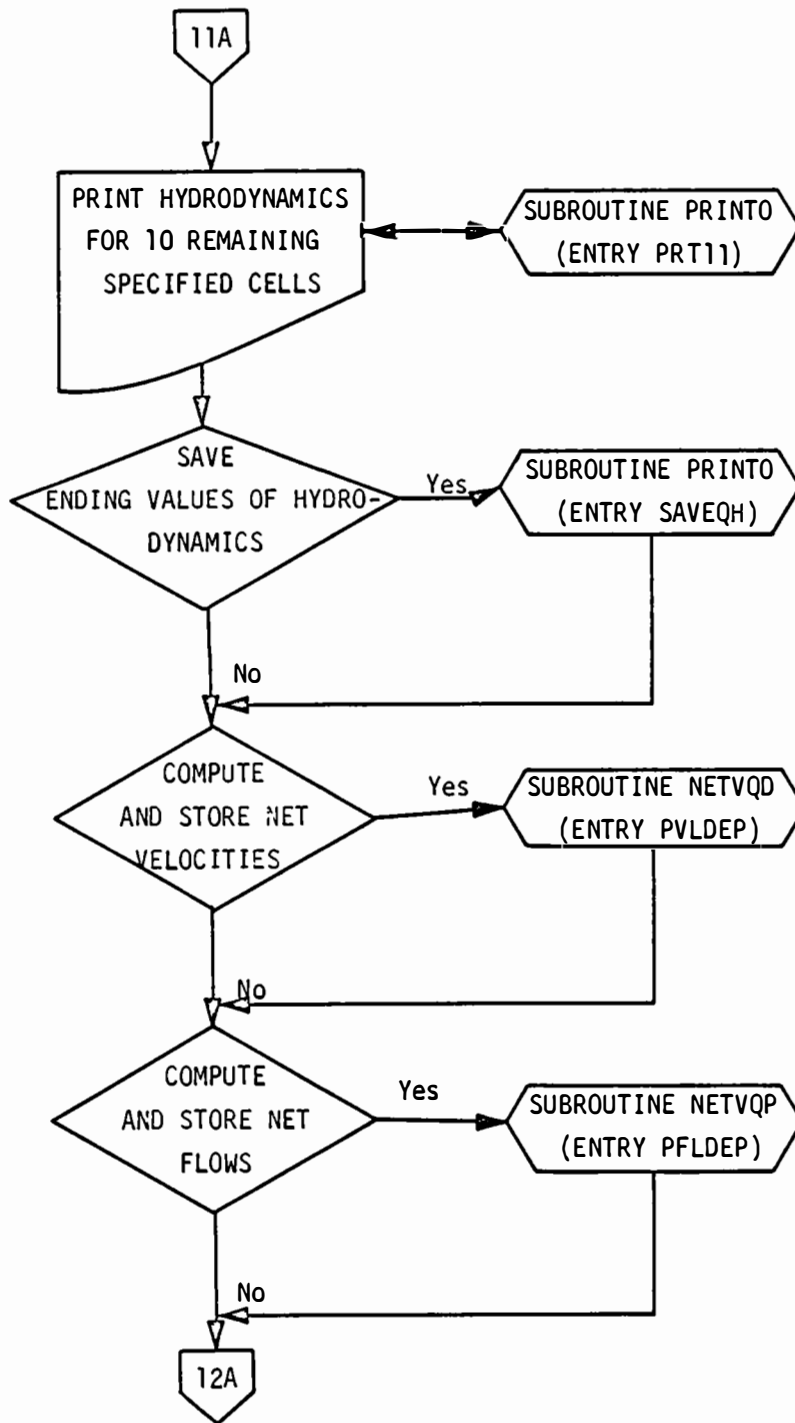 11A
PRINT HYDRODYNAMICS
FOR 10 REMAINING
SPECIFIED CELLS
SUBROUTINE PRINTO
(ENTRY PRT11)
SAVE
ENDING VALUES OF HYDRO-
DYNAMICS
Yes
SUBROUTINE PRINTO
(ENTRY SAVEQH)
No
COMPUTE
AND STORE NET
VELOCITIES
Yes
SUBROUTINE NETVQD
(ENTRY PVLDEP)
No
COMPUTE
AND STORE NET
FLOWS
Yes
SUBROUTINE NETVQP
(ENTRY PFLDEP)
No
12A